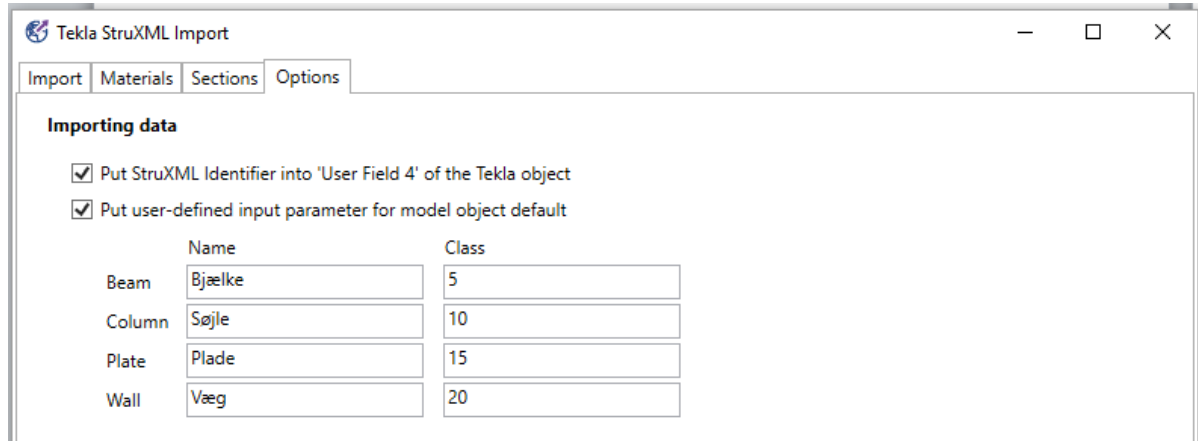 Tekla StruXML Import
Import Materials Sections Options
Importing data
Put StruXML Identifier into 'User Field 4' of the Tekla object
Put user-defined input parameter for model object default
Name Class
Beam Bjælke 5
Column Søjle 10
Plate Plade 15
Wall Væg 20